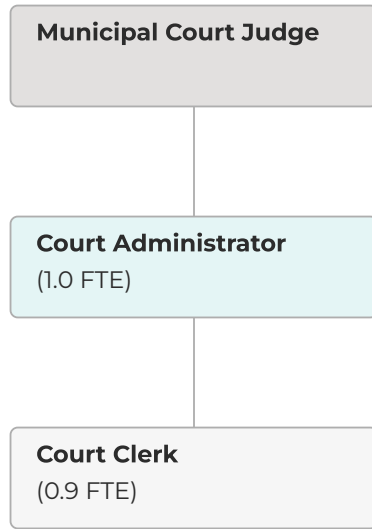 Municipal Court Judge
Court Administrator
(1.0 FTE)
Court Clerk
(0.9 FTE)